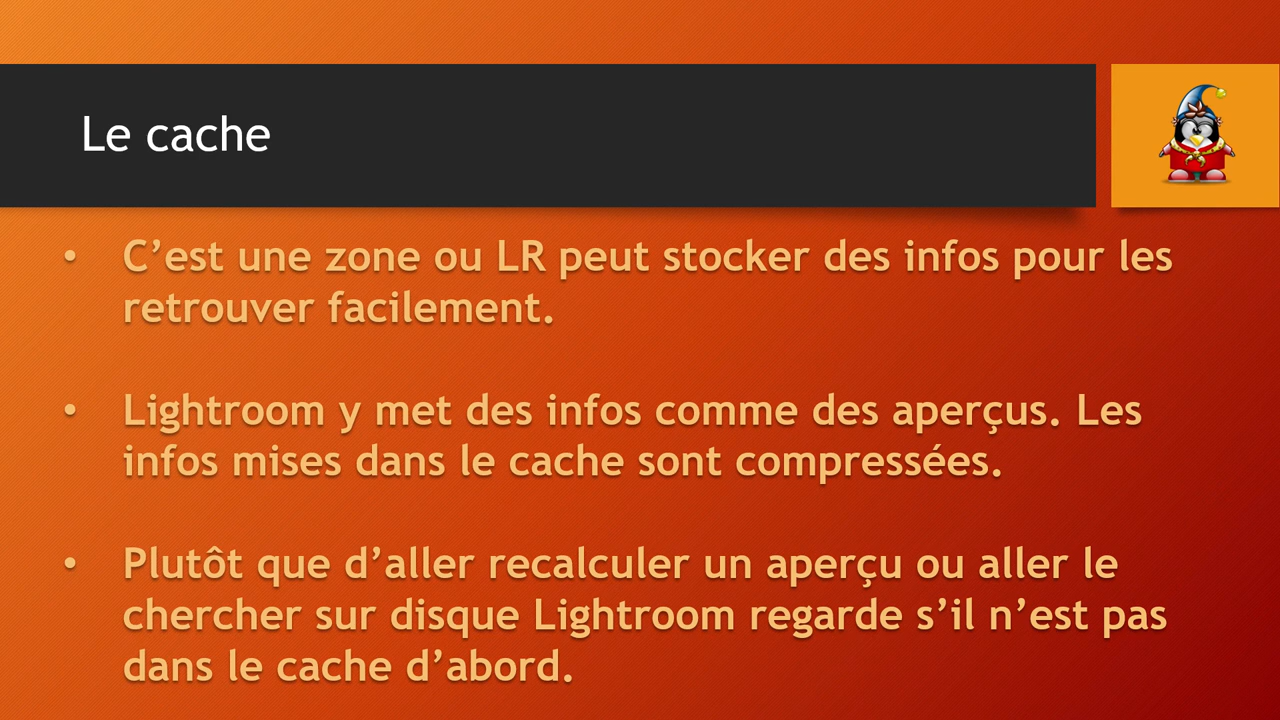 Le cache
• C’est une zone ou LR peut stocker des infos pour les
retrouver facilement.
• Lightroom y met des infos comme des aperçus. Les
infos mises dans le cache sont compressées.
• Plutôt que d’aller recalculer un aperçu ou aller le
chercher sur disque Lightroom regarde s’il n’est pas
dans le cache d’abord.